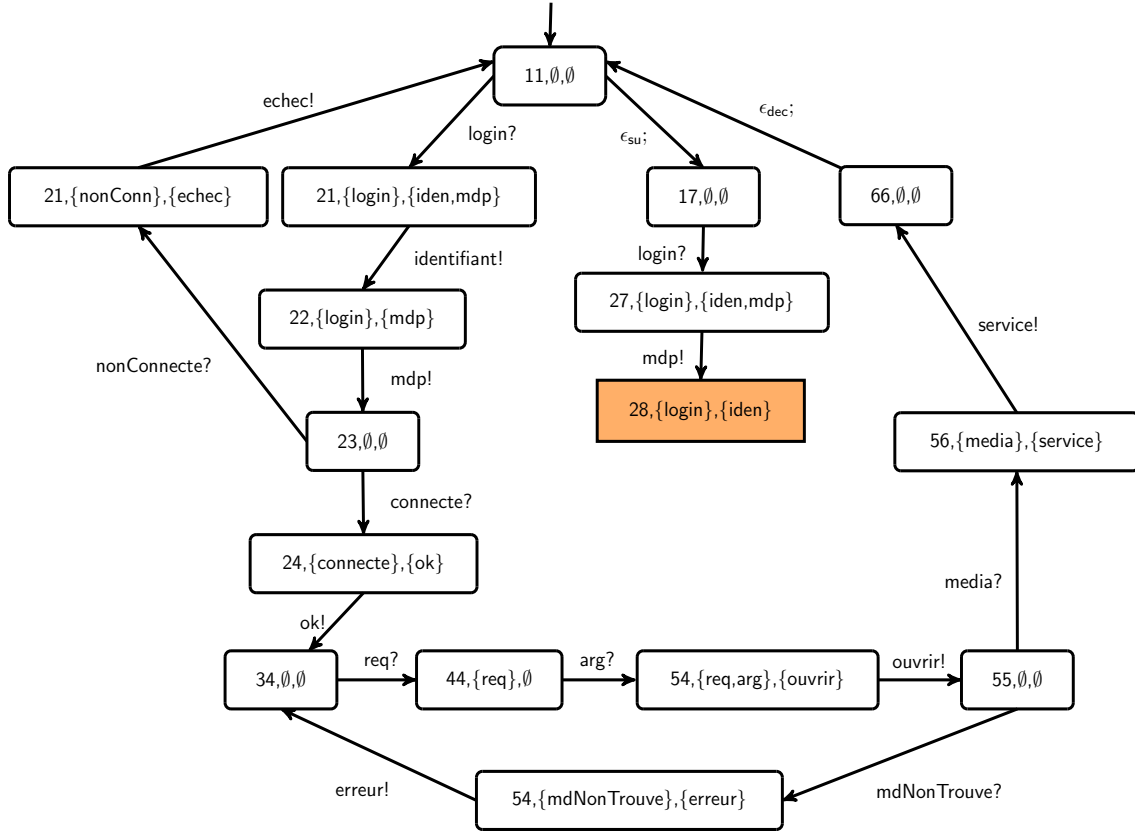 11,∅,∅
echec!
ϵdec;
login?
ϵsu;
21,{nonConn},{echec}
21,{login},{iden,mdp}
17,∅,∅
66,∅,∅
identifiant!
login?
27,{login},{iden,mdp}
22,{login},{mdp}
service!
nonConnecte?
mdp!
mdp!
28,{login},{iden}
23,∅,∅
56,{media},{service}
connecte?
24,{connecte},{ok}
media?
ok!
req?
arg?
ouvrir!
34,∅,∅
44,{req},∅
54,{req,arg},{ouvrir}
55,∅,∅
erreur!
54,{mdNonTrouve},{erreur}
mdNonTrouve?